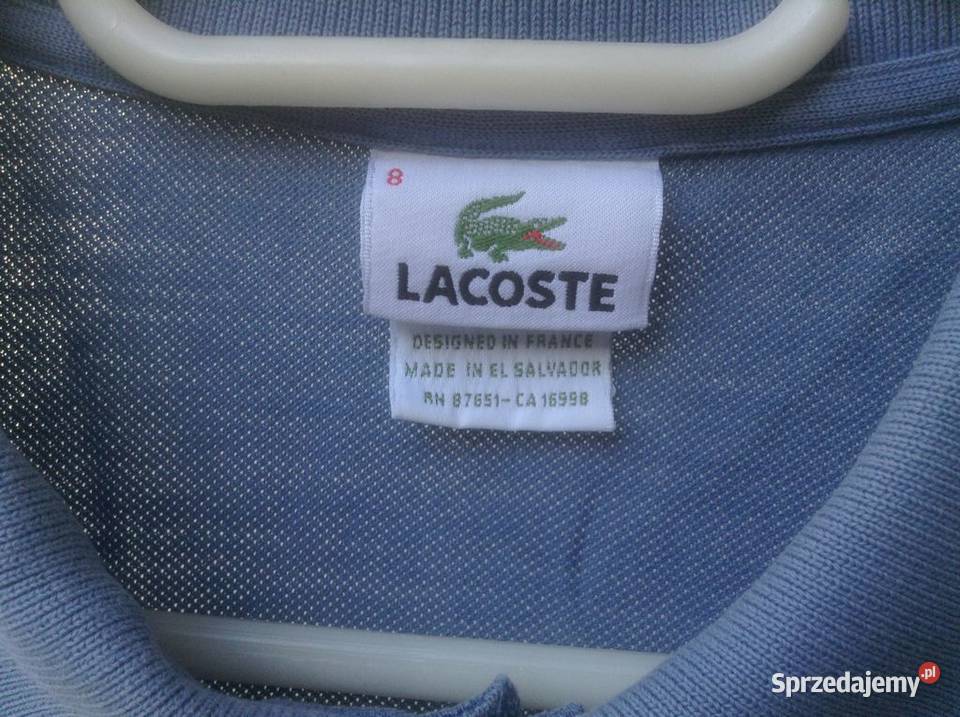 8
LACOSTE
DESIGNED IN FRANCE
MADE IN EL SALVADOR
RN 87651-CA 16998
Sprzedajemy.pl